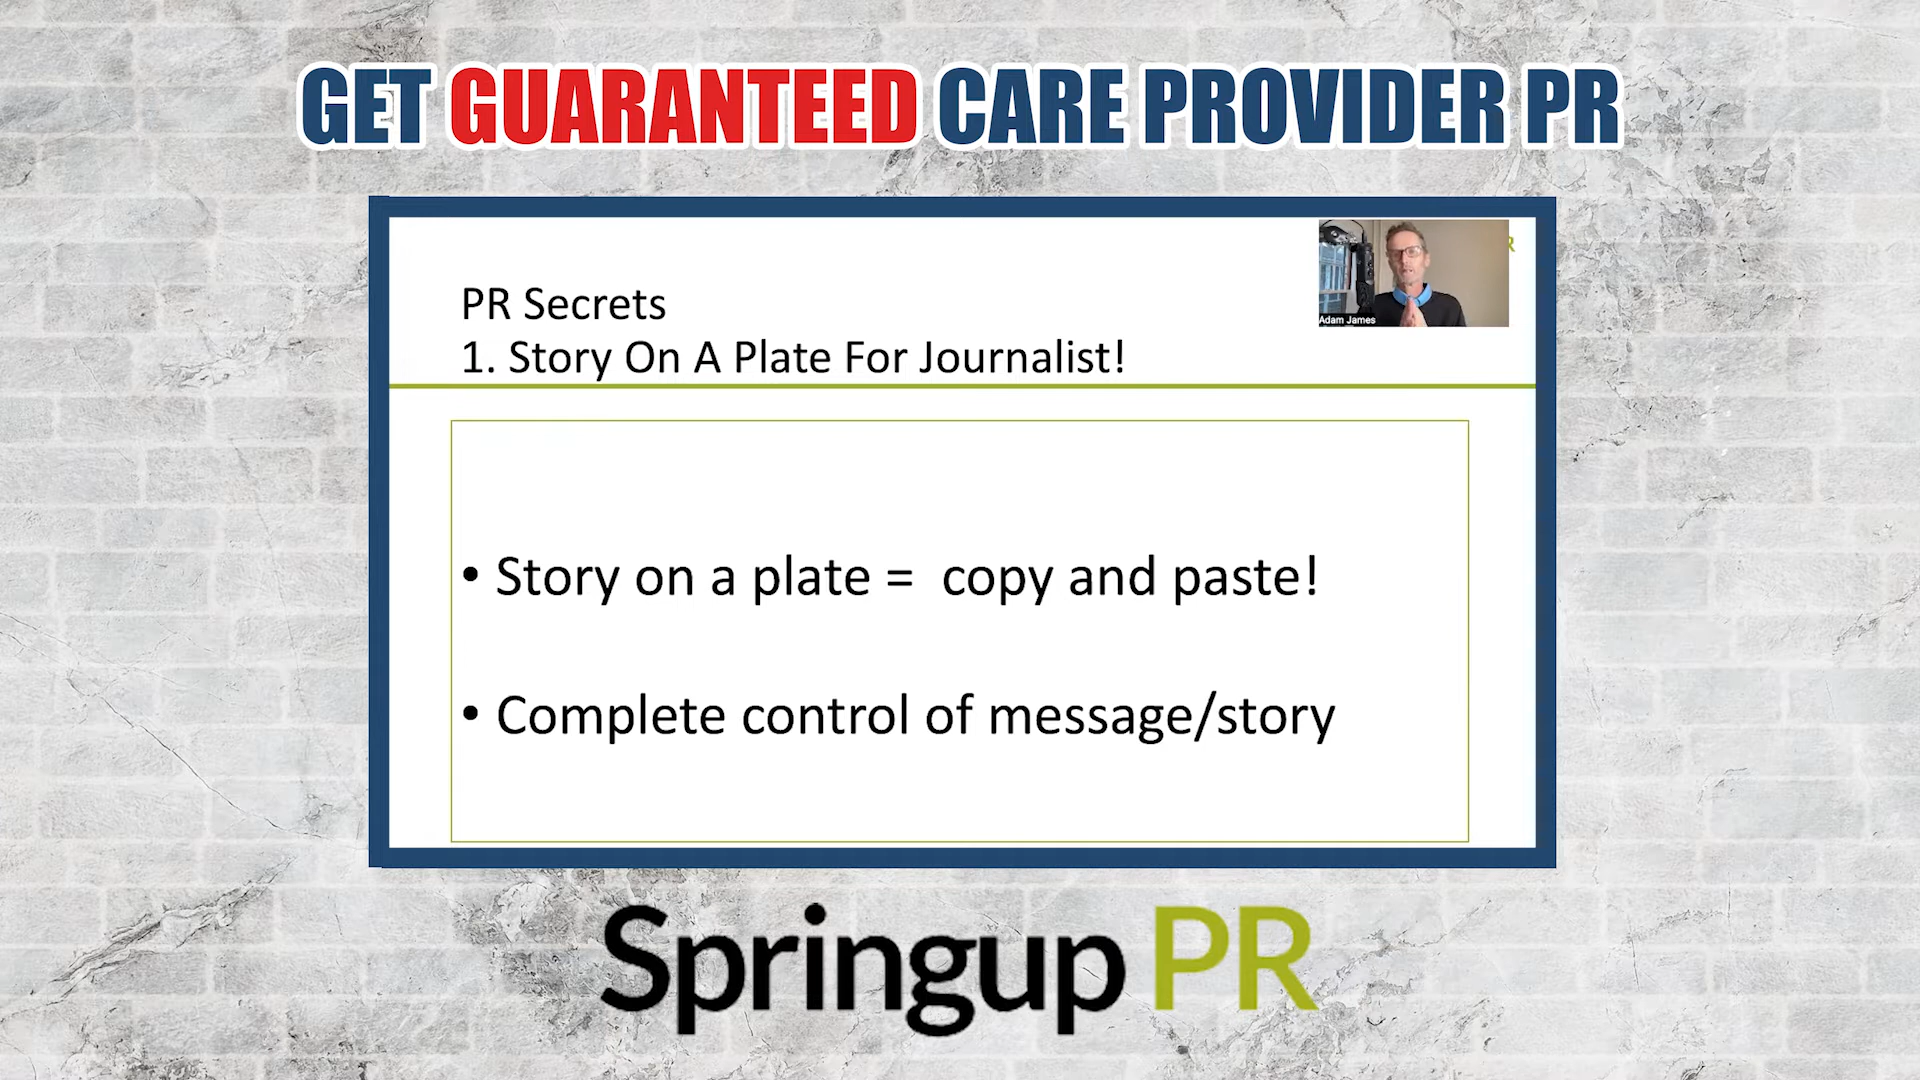 GET GUARANTEED CARE PROVIDER PR
R
Adam James
PR Secrets
1. Story On A Plate For Journalist!
• Story on a plate = copy and paste!
• Complete control of message/story
Springup PR